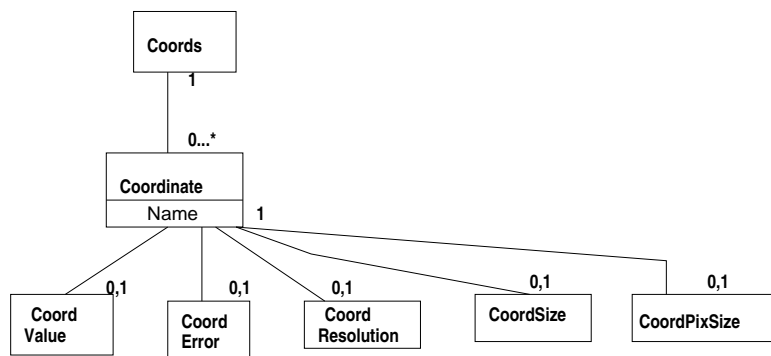 Coords
1
0...*
Coordinate
Name
1
0,1
0,1
0,1
0,1
0,1
Coord
Value
Coord
Error
Coord
Resolution
CoordSize
CoordPixSize